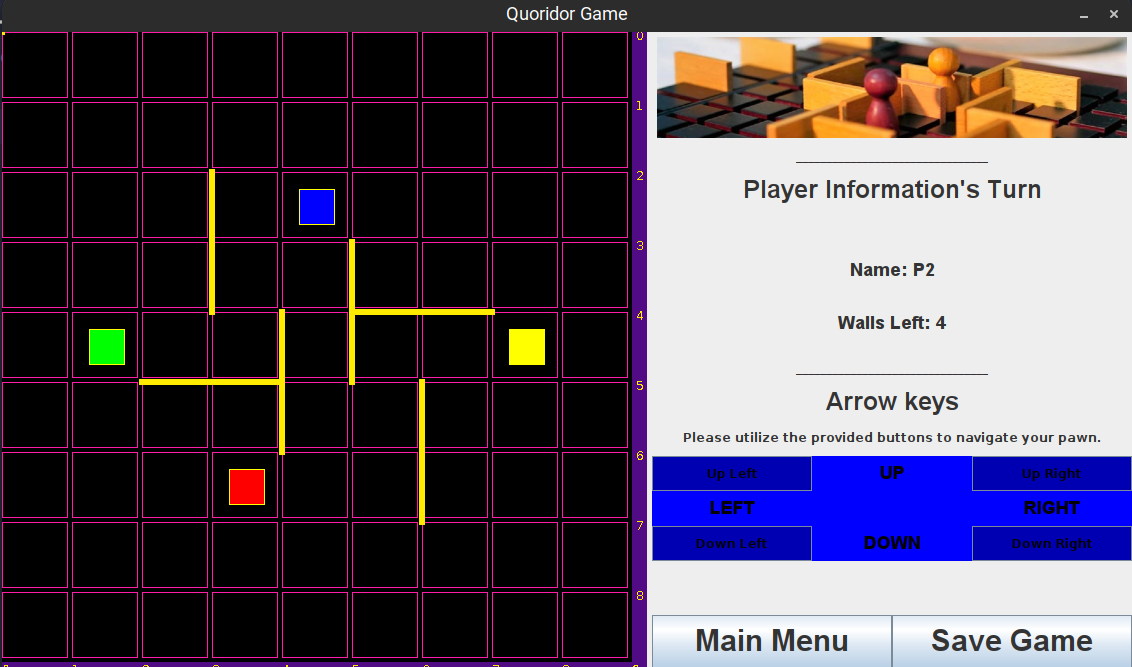 Quoridor Game
0
1
2
3
4
5
6
7
8
Player Information's Turn
Name: P2
Walls Left: 4
Arrow keys
Please utilize the provided buttons to navigate your pawn.
Up Left UP Up Right
LEFT RIGHT
Down Left DOWN Down Right
Main Menu Save Game